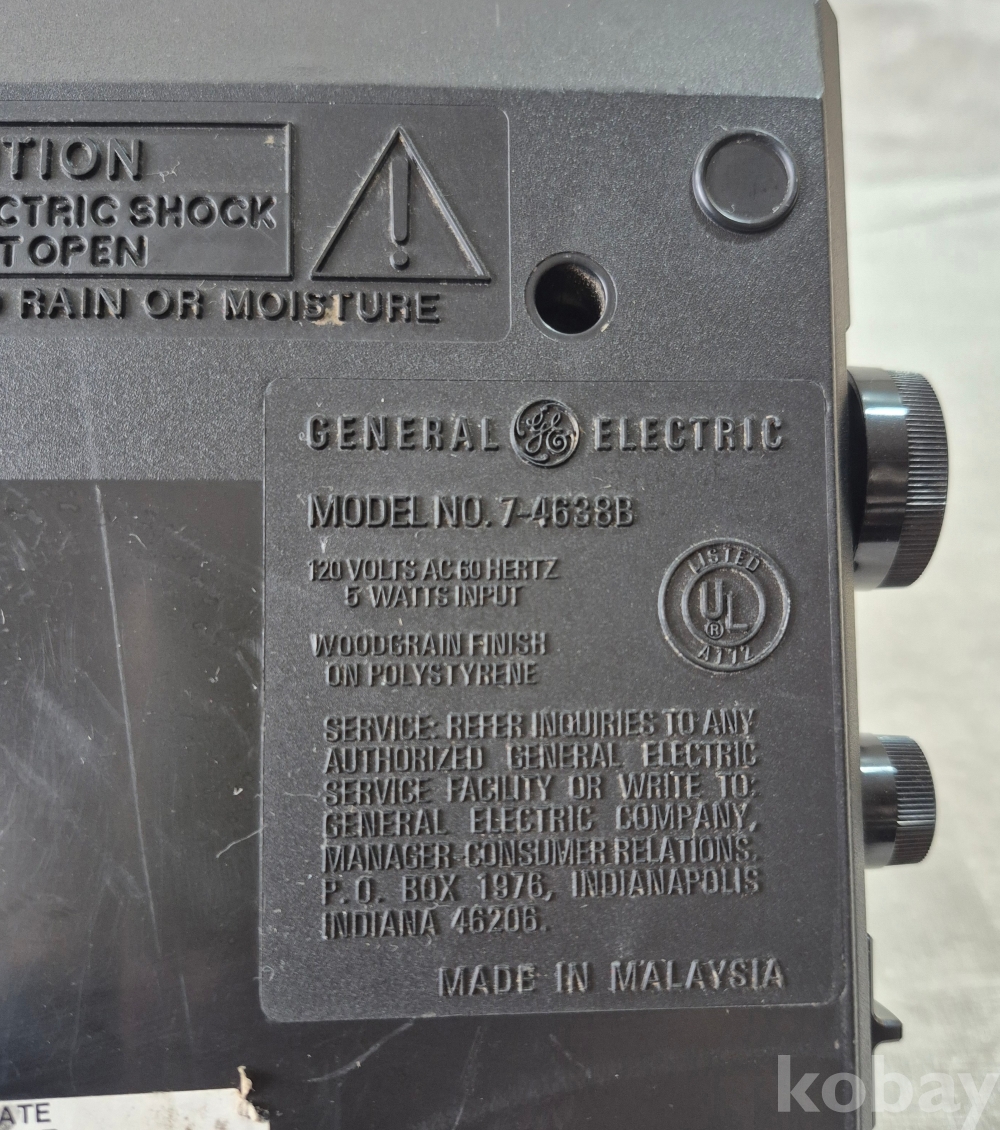 TION
CTRIC SHOCK
T OPEN
RAIN OR MOISTURE
GENERAL GE ELECTRIC
MODEL NO. 7-4638B
120 VOLTS AC 60 HERTZ
5 WATTS INPUT
LISTED
UL
®
WOODGRAIN FINISH
ON POLYSTYRENE
SERVICE: REFER INQUIRIES TO ANY
AUTHORIZED GENERAL ELECTRIC
SERVICE FACILITY OR WRITE TO:
GENERAL ELECTRIC COMPANY,
MANAGER-CONSUMER RELATIONS.
P. O. BOX 1976, INDIANAPOLIS
INDIANA 46206.
MADE IN MALAYSIA
ATE
kobay